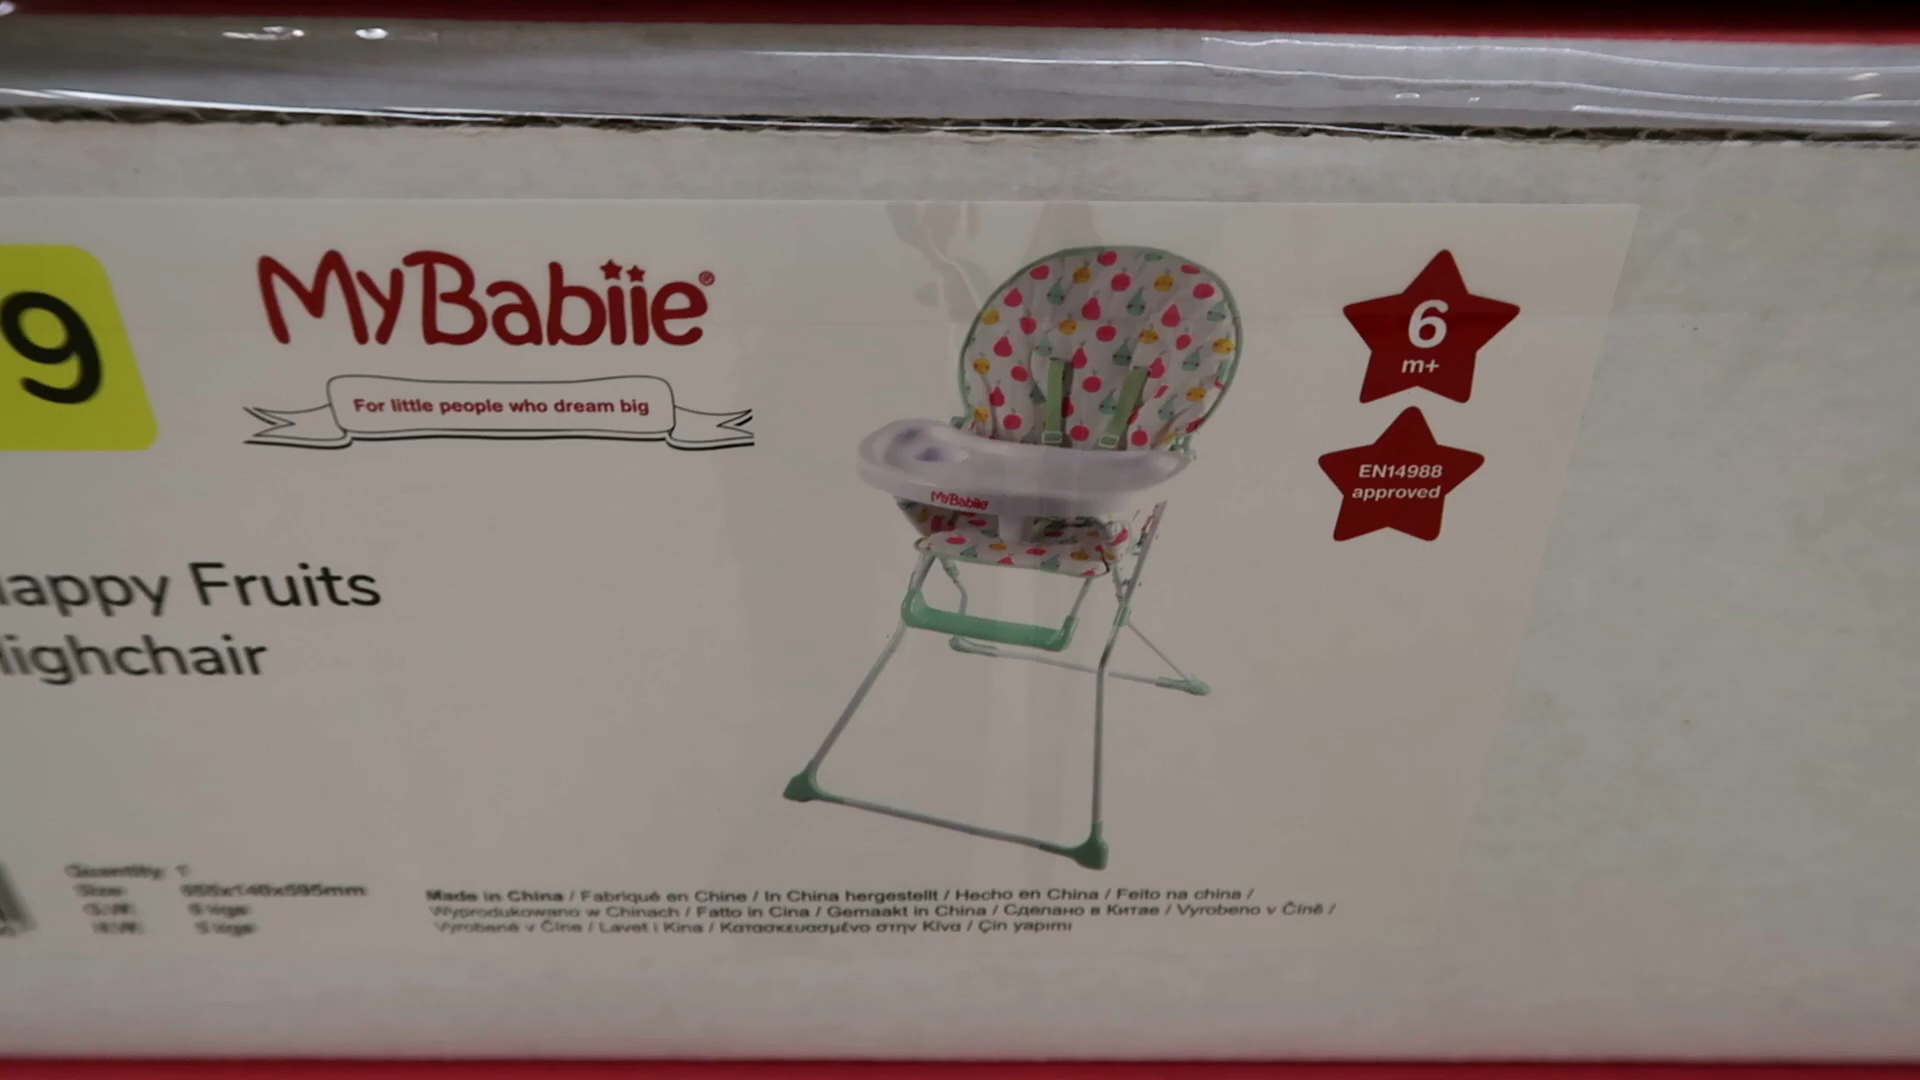 9
MyBabiie®
For little people who dream big
6
m+
EN14988
approved
MyBabiie
appy Fruits
ighchair
Quantity: 1
Size:
Made in China / Fabriqué en Chine / In China hergestellt / Hecho en China / Feito na china /
Wyprodukowano w Chinach / Fatto in Cina / Gemaakt in China / Сделано в Китае / Vyrobeno v Číně /
Vyrobené v Číne / Lavet i Kina / Κατασκευασμένο στην Κίνα / Çin yapımı